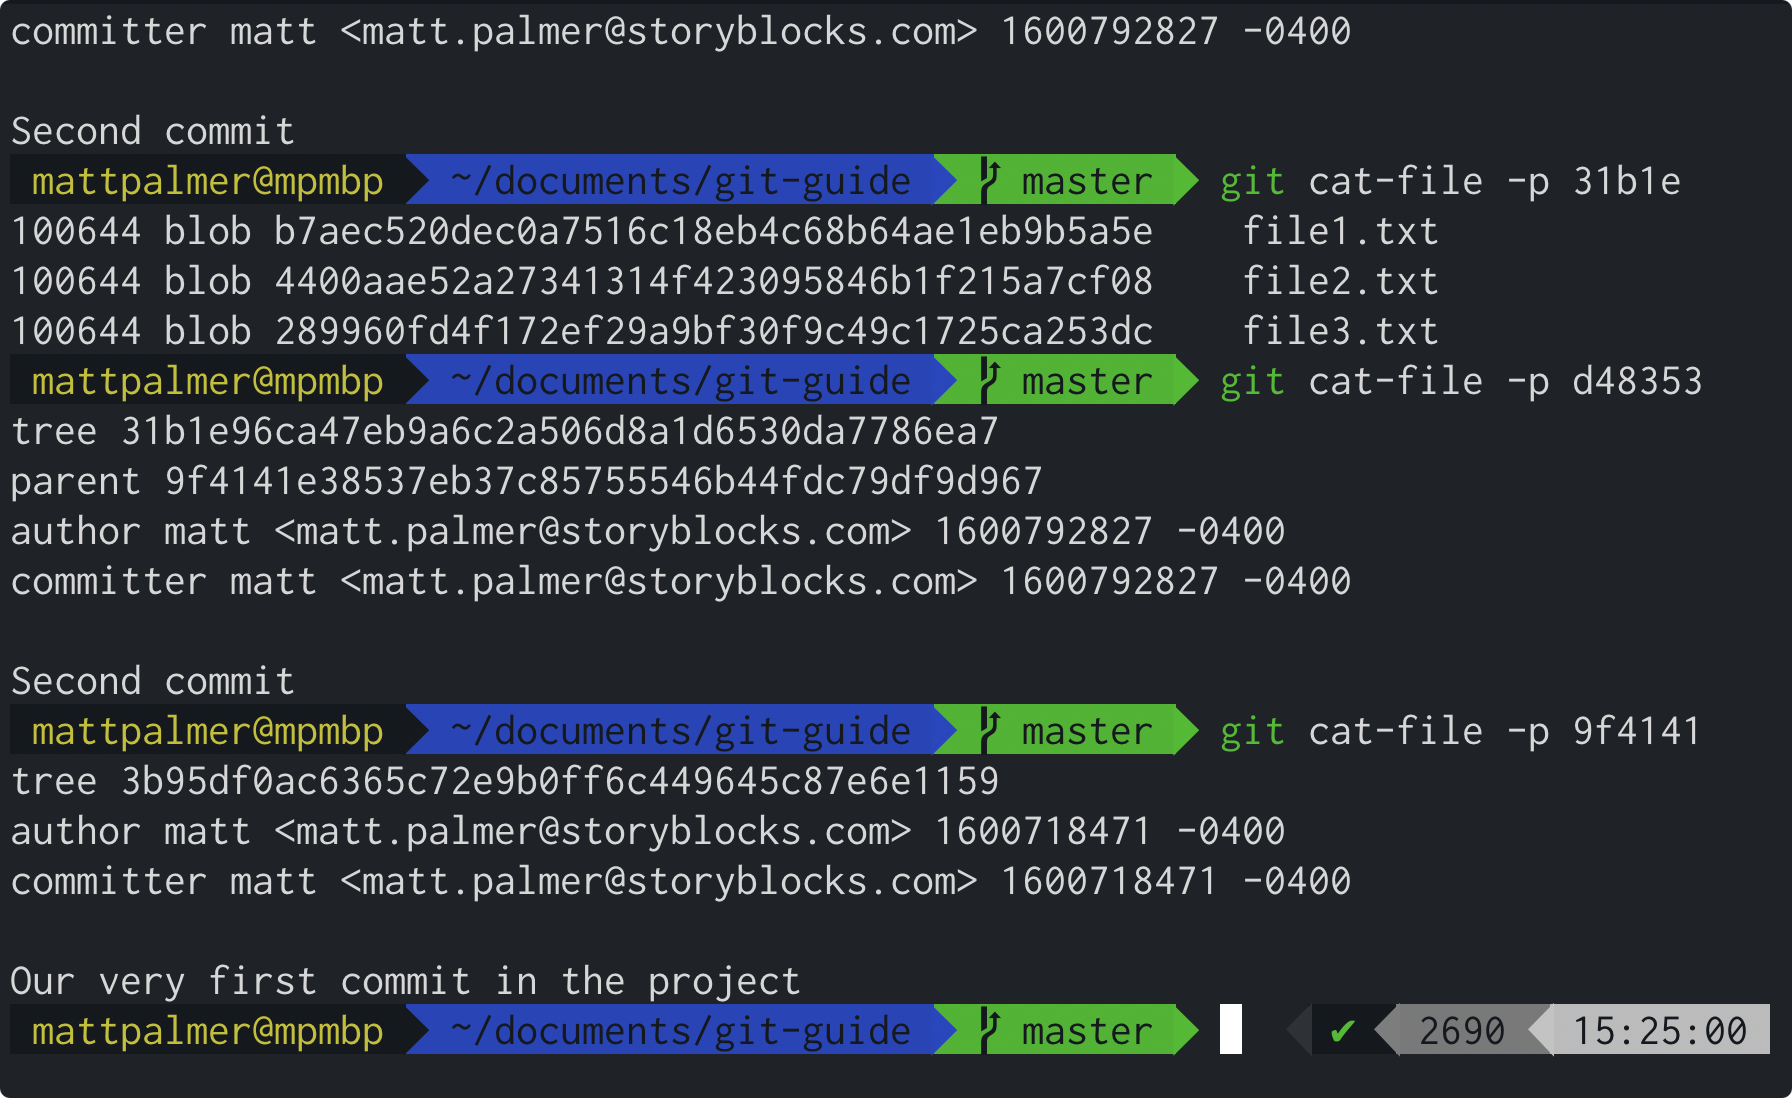 committer matt <matt.palmer@storyblocks.com> 1600792827 -0400
Second commit
mattpalmer@mpmbp ~/documents/git-guide master git cat-file -p 31b1e
100644 blob b7aec520dec0a7516c18eb4c68b64ae1eb9b5a5e file1.txt
100644 blob 4400aae52a27341314f423095846b1f215a7cf08 file2.txt
100644 blob 289960fd4f172ef29a9bf30f9c49c1725ca253dc file3.txt
mattpalmer@mpmbp ~/documents/git-guide master git cat-file -p d48353
tree 31b1e96ca47eb9a6c2a506d8a1d6530da7786ea7
parent 9f4141e38537eb37c85755546b44fdc79df9d967
author matt <matt.palmer@storyblocks.com> 1600792827 -0400
committer matt <matt.palmer@storyblocks.com> 1600792827 -0400
Second commit
mattpalmer@mpmbp ~/documents/git-guide master git cat-file -p 9f4141
tree 3b95df0ac6365c72e9b0ff6c449645c87e6e1159
author matt <matt.palmer@storyblocks.com> 1600718471 -0400
committer matt <matt.palmer@storyblocks.com> 1600718471 -0400
Our very first commit in the project
mattpalmer@mpmbp ~/documents/git-guide master ✔ 2690 15:25:00